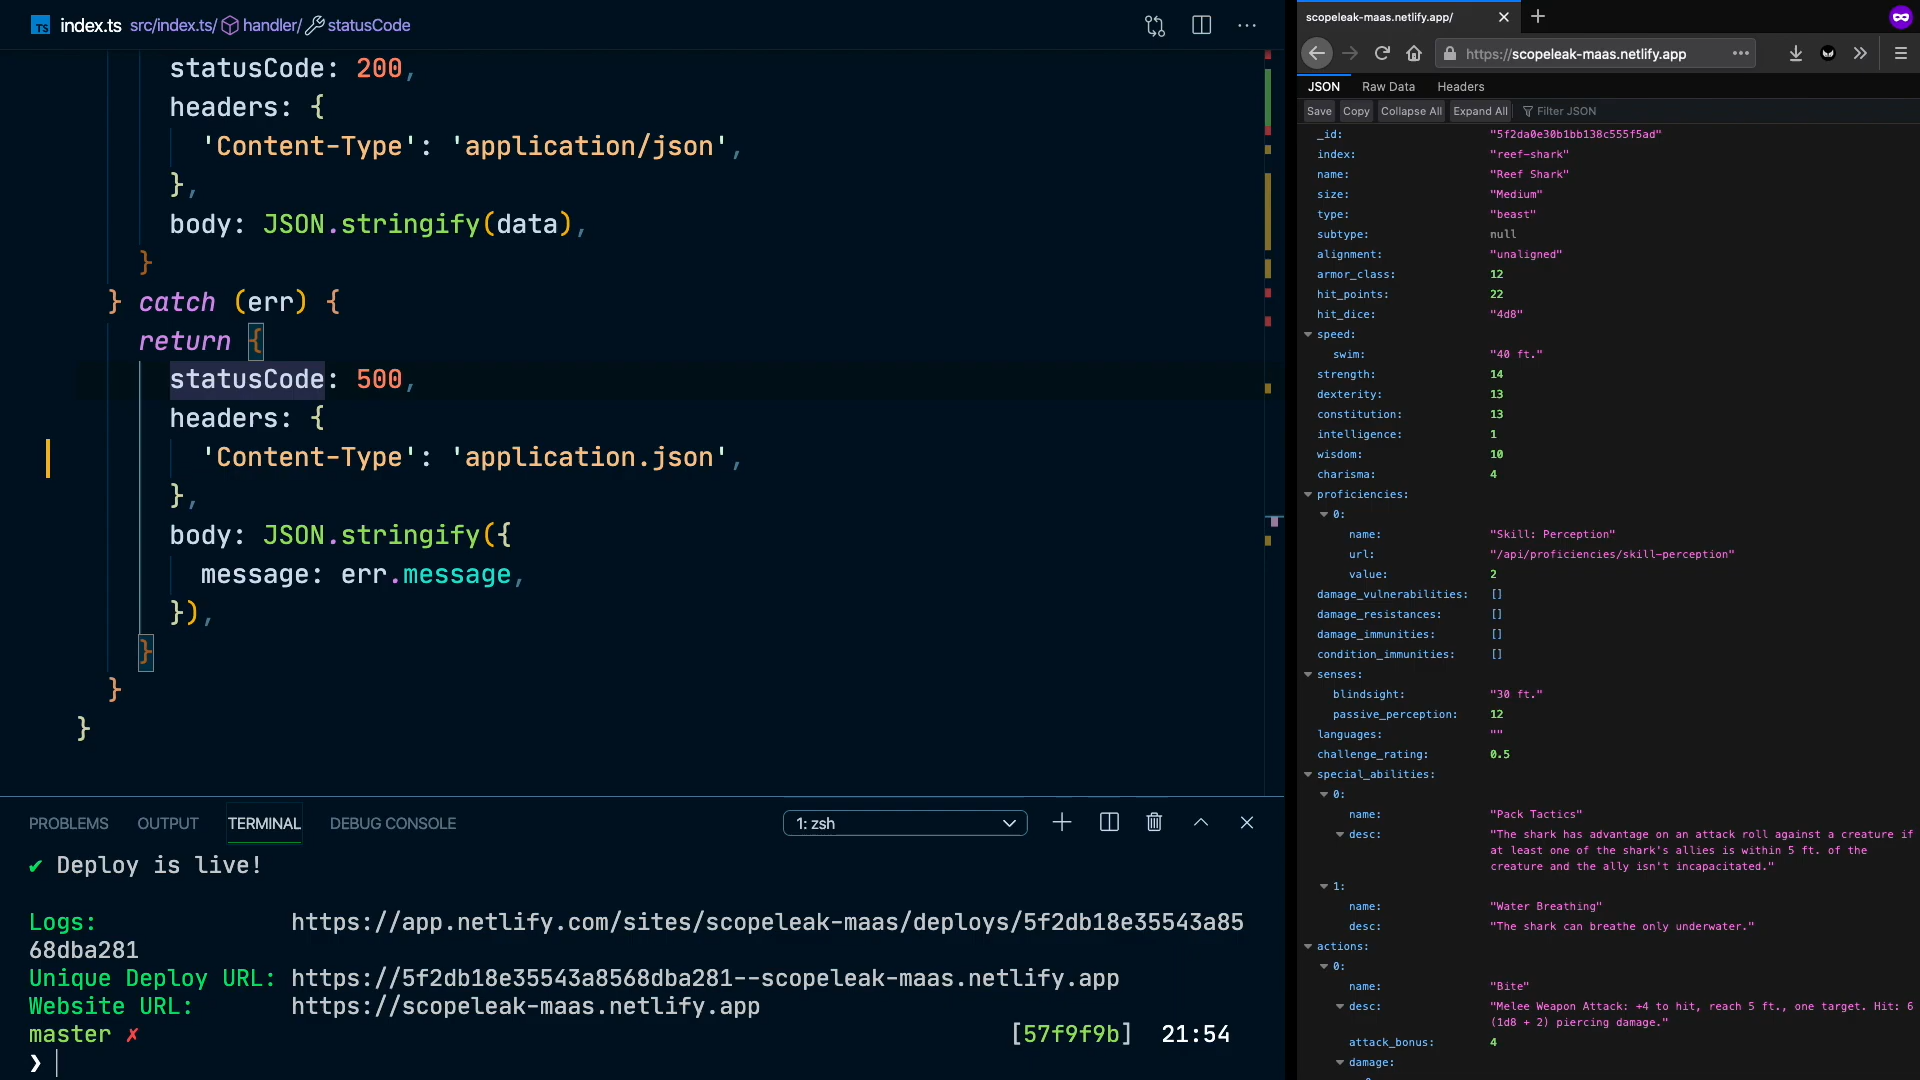 TS index.ts src/index.ts/ handler/ statusCode
statusCode: 200,
headers: {
'Content-Type': 'application/json',
},
body: JSON.stringify(data),
}
} catch (err) {
return {
statusCode: 500,
headers: {
'Content-Type': 'application.json',
},
body: JSON.stringify({
message: err.message,
}),
}
}
}
PROBLEMS OUTPUT TERMINAL DEBUG CONSOLE 1: zsh
✔ Deploy is live!
Logs: https://app.netlify.com/sites/scopeleak-maas/deploys/5f2db18e35543a85
68dba281
Unique Deploy URL: https://5f2db18e35543a8568dba281--scopeleak-maas.netlify.app
Website URL: https://scopeleak-maas.netlify.app
master ✗ [57f9f9b] 21:54
❯
scopeleak-maas.netlify.app/
https://scopeleak-maas.netlify.app
JSON Raw Data Headers
Save Copy Collapse All Expand All Filter JSON
_id: "5f2da0e30b1bb138c555f5ad"
index: "reef-shark"
name: "Reef Shark"
size: "Medium"
type: "beast"
subtype: null
alignment: "unaligned"
armor_class: 12
hit_points: 22
hit_dice: "4d8"
speed:
swim: "40 ft."
strength: 14
dexterity: 13
constitution: 13
intelligence: 1
wisdom: 10
charisma: 4
proficiencies:
0:
name: "Skill: Perception"
url: "/api/proficiencies/skill-perception"
value: 2
damage_vulnerabilities: []
damage_resistances: []
damage_immunities: []
condition_immunities: []
senses:
blindsight: "30 ft."
passive_perception: 12
languages: ""
challenge_rating: 0.5
special_abilities:
0:
name: "Pack Tactics"
desc: "The shark has advantage on an attack roll against a creature if
at least one of the shark's allies is within 5 ft. of the
creature and the ally isn't incapacitated."
1:
name: "Water Breathing"
desc: "The shark can breathe only underwater."
actions:
0:
name: "Bite"
desc: "Melee Weapon Attack: +4 to hit, reach 5 ft., one target. Hit: 6
(1d8 + 2) piercing damage."
attack_bonus: 4
damage: